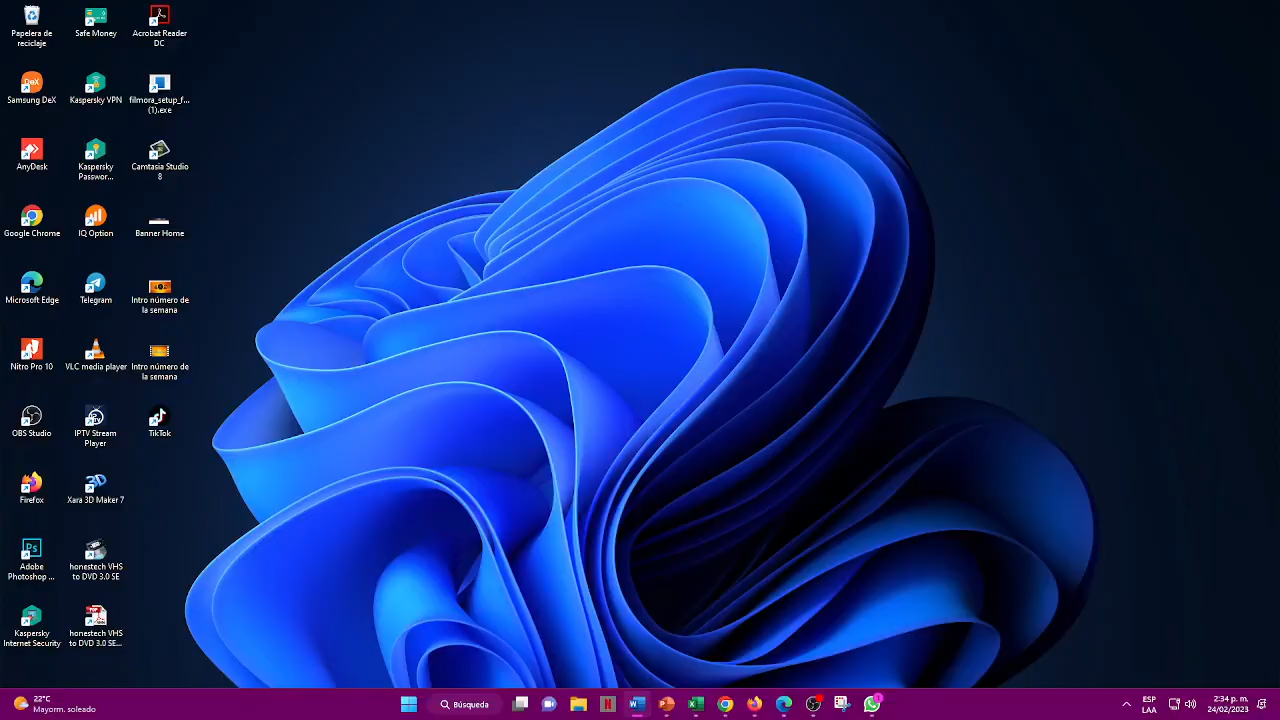 Papelera de
reciclaje
Safe Money
Acrobat Reader
DC
Samsung DeX
Kaspersky VPN
filmora_setup_f...
(1).exe
AnyDesk
Kaspersky
Passwor...
Camtasia Studio
8
Google Chrome
IQ Option
Banner Home
Microsoft Edge
Telegram
Intro número de
la semana
Nitro Pro 10
VLC media player
Intro número de
la semana
OBS Studio
IPTV Stream
Player
TikTok
Firefox
Xara 3D Maker 7
Adobe
Photoshop ...
honestech VHS
to DVD 3.0 SE
Kaspersky
Internet Security
honestech VHS
to DVD 3.0 SE...
22°C
Mayorm. soleado
Búsqueda
ESP
LAA
2:34 p. m.
24/02/2023